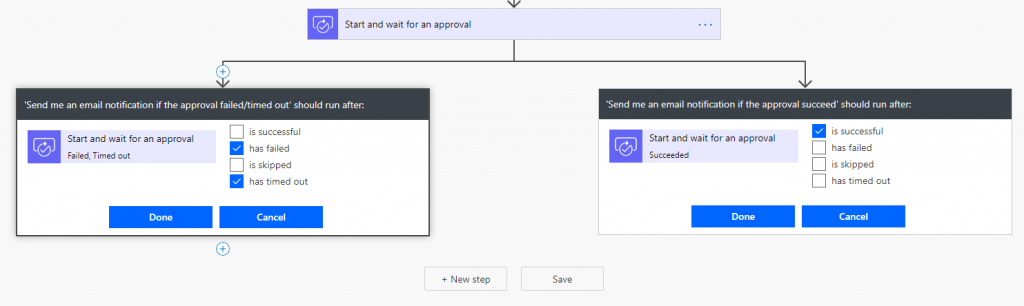 Start and wait for an approval
'Send me an email notification if the approval failed/timed out' should run after:
Start and wait for an approval
Failed, Timed out
is successful
has failed
is skipped
has timed out
Done
Cancel
'Send me an email notification if the approval succeed' should run after:
Start and wait for an approval
Succeeded
is successful
has failed
is skipped
has timed out
Done
Cancel
+ New step
Save